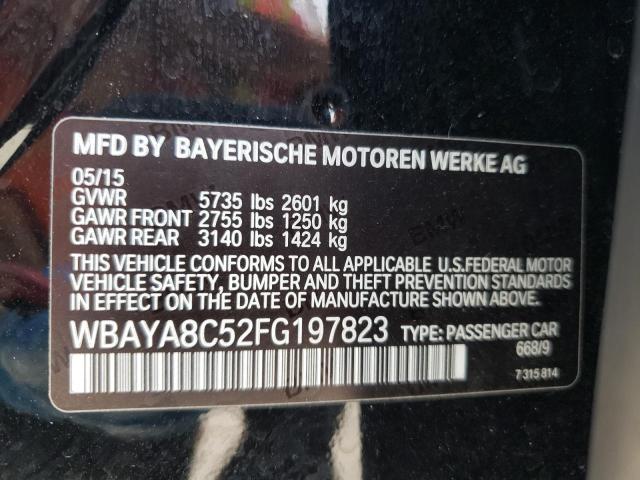 MFD BY BAYERISCHE MOTOREN WERKE AG
05/15
GVWR 5735 lbs 2601 kg
GAWR FRONT 2755 lbs 1250 kg
GAWR REAR 3140 lbs 1424 kg
THIS VEHICLE CONFORMS TO ALL APPLICABLE U.S.FEDERAL MOTOR
VEHICLE SAFETY, BUMPER AND THEFT PREVENTION STANDARDS
IN EFFECT ON THE DATE OF MANUFACTURE SHOWN ABOVE.
WBAYA8C52FG197823 TYPE: PASSENGER CAR
668/9
7 315 814